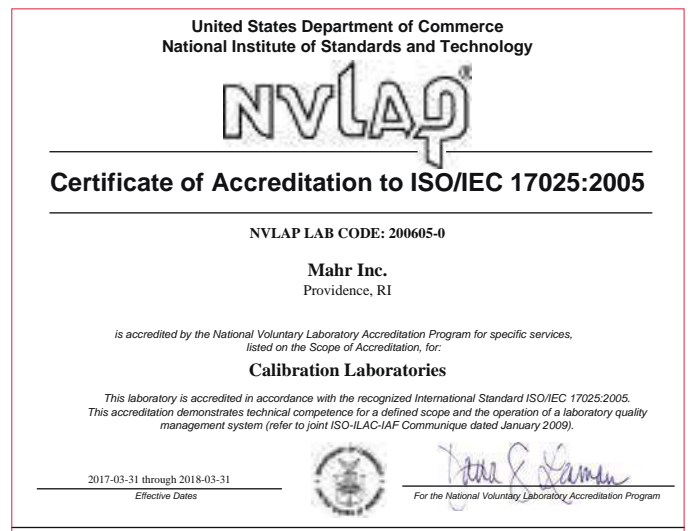 United States Department of Commerce
National Institute of Standards and Technology
NVLAP®
Certificate of Accreditation to ISO/IEC 17025:2005
NVLAP LAB CODE: 200605-0
Mahr Inc.
Providence, RI
is accredited by the National Voluntary Laboratory Accreditation Program for specific services,
listed on the Scope of Accreditation, for:
Calibration Laboratories
This laboratory is accredited in accordance with the recognized International Standard ISO/IEC 17025:2005.
This accreditation demonstrates technical competence for a defined scope and the operation of a laboratory quality
management system (refer to joint ISO-ILAC-IAF Communique dated January 2009).
2017-03-31 through 2018-03-31
Effective Dates
For the National Voluntary Laboratory Accreditation Program